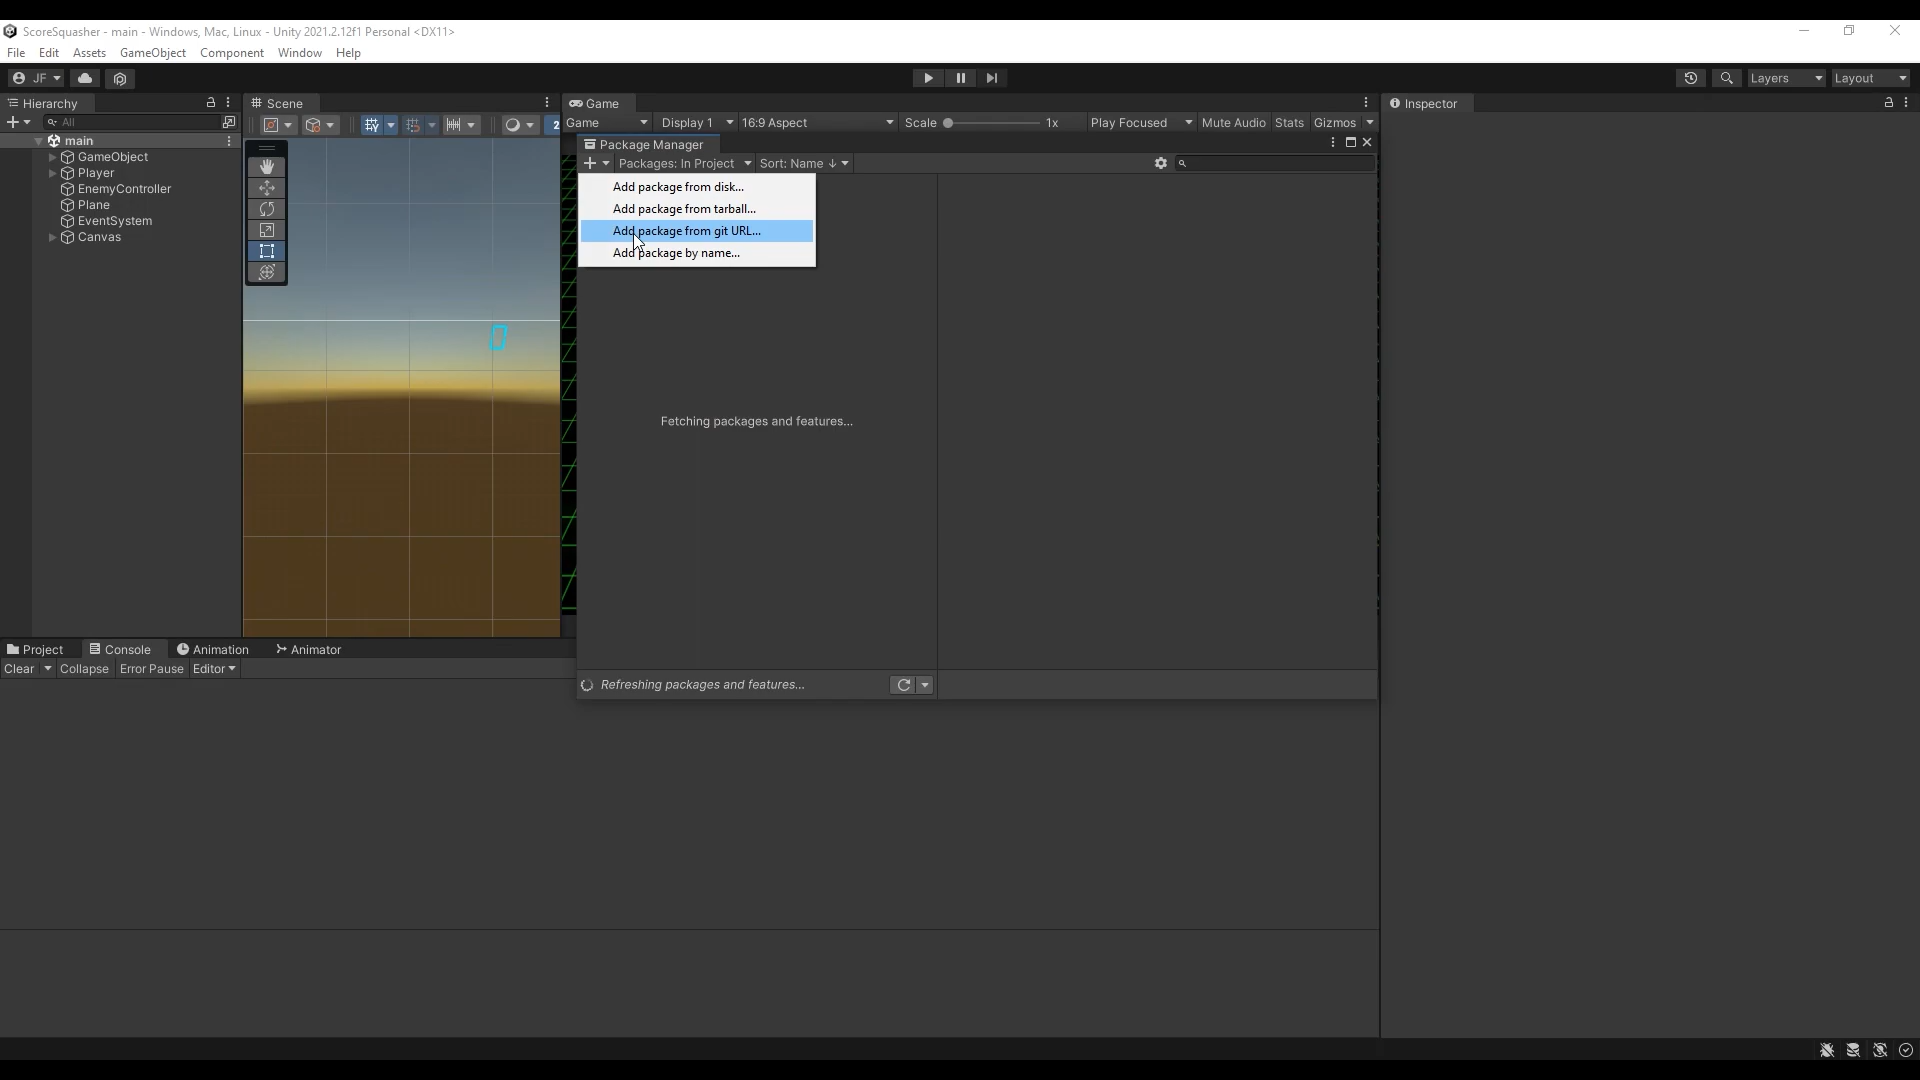 ScoreSquasher - main - Windows, Mac, Linux - Unity 2021.2.12f1 Personal <DX11>
File Edit Assets GameObject Component Window Help
JF Layers Layout
Hierarchy Scene Game Inspector
All 2 Game Display 1 16:9 Aspect Scale 1x Play Focused Mute Audio Stats Gizmos
main
GameObject
Player
EnemyController
Plane
EventSystem
Canvas
Package Manager
Packages: In Project Sort: Name ↓
Add package from disk...
Add package from tarball...
Add package from git URL...
Add package by name...
Fetching packages and features...
Refreshing packages and features...
Project Console Animation Animator
Clear Collapse Error Pause Editor